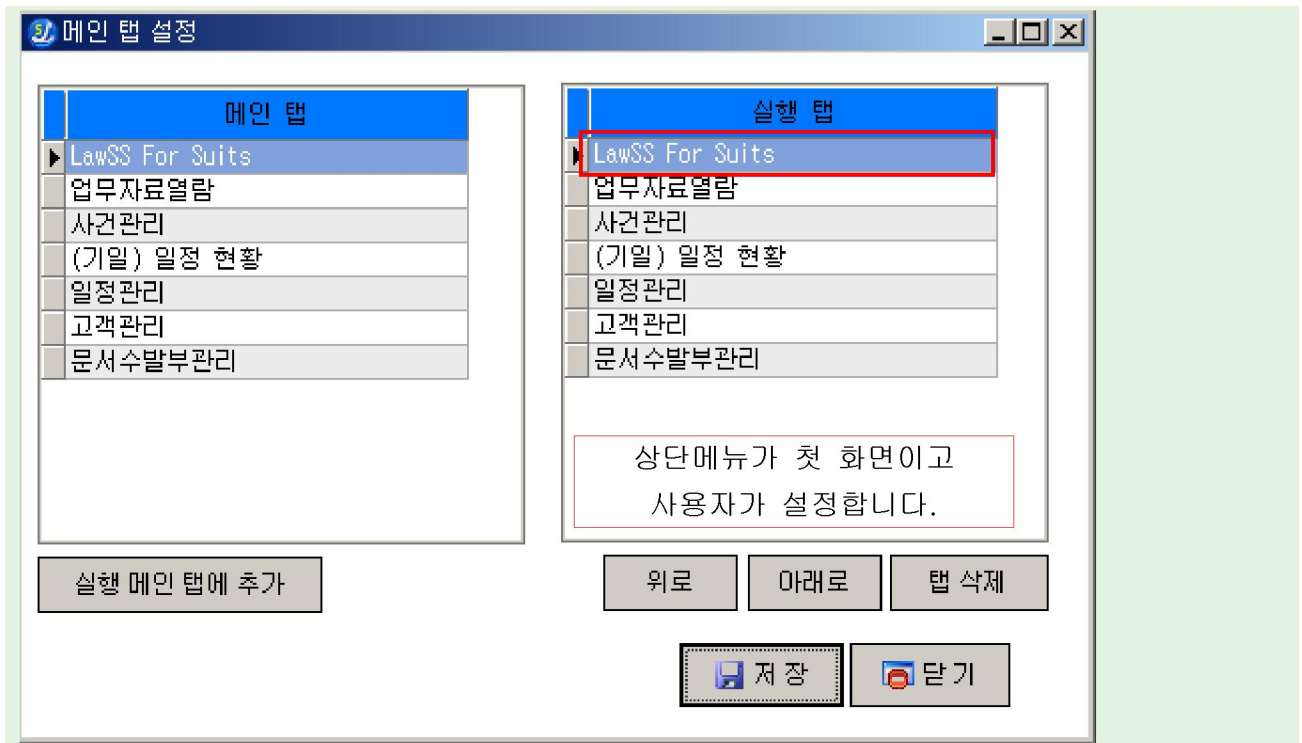 메인 탭 설정
메인 탭
LawSS For Suits
업무자료열람
사건관리
(기일) 일정 현황
일정관리
고객관리
문서수발부관리
실행 탭
LawSS For Suits
업무자료열람
사건관리
(기일) 일정 현황
일정관리
고객관리
문서수발부관리
상단메뉴가 첫 화면이고
사용자가 설정합니다.
실행 메인 탭에 추가
위로
아래로
탭 삭제
저 장
닫 기